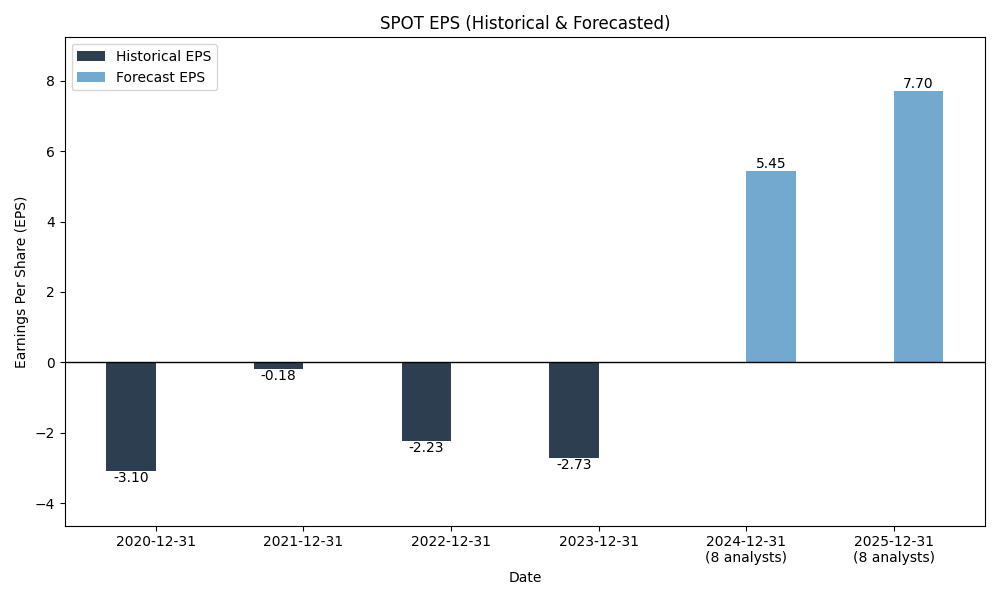 SPOT EPS (Historical & Forecasted)
Historical EPS
Forecast EPS
Earnings Per Share (EPS)
8
6
4
2
0
−2
−4
-3.10
-0.18
-2.23
-2.73
5.45
7.70
2020-12-31
2021-12-31
2022-12-31
2023-12-31
2024-12-31
(8 analysts)
2025-12-31
(8 analysts)
Date